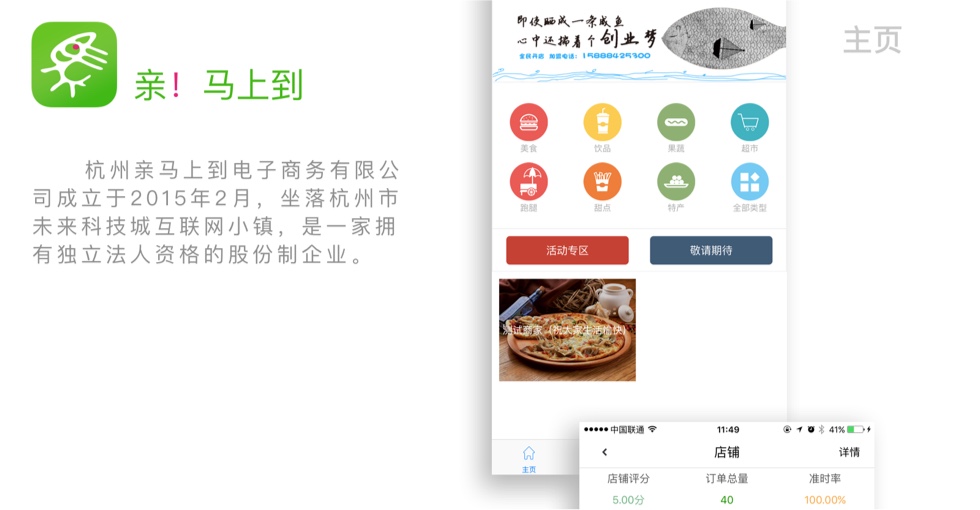 亲！马上到
杭州亲马上到电子商务有限公
司成立于2015年2月，坐落杭州市
未来科技城互联网小镇，是一家拥
有独立法人资格的股份制企业。
主页
即使晒成一条咸鱼
心中还揣着个创业梦
全民开店 加盟电话：15888425300
美食 饮品 果蔬 超市
跑腿 甜点 特产 全部类型
活动专区 敬请期待
测试商家（祝大家生活愉快）
主页
中国联通 11:49 41%
店铺 详情
店铺评分 订单总量 准时率
5.00分 40 100.00%